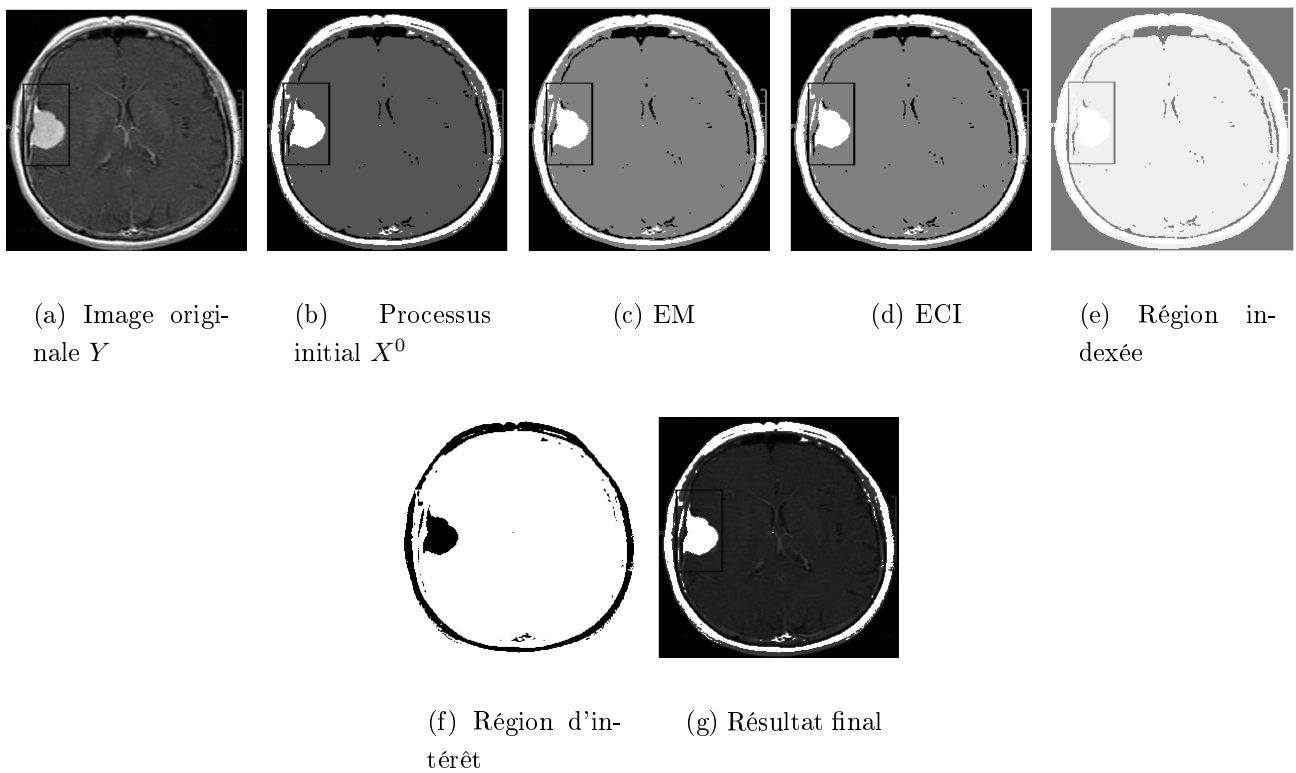 (a) Image origi-
nale Y
(b) Processus
initial X⁰
(c) EM
(d) ECI
(e) Région in-
dexée
(f) Région d'in-
térêt
(g) Résultat final